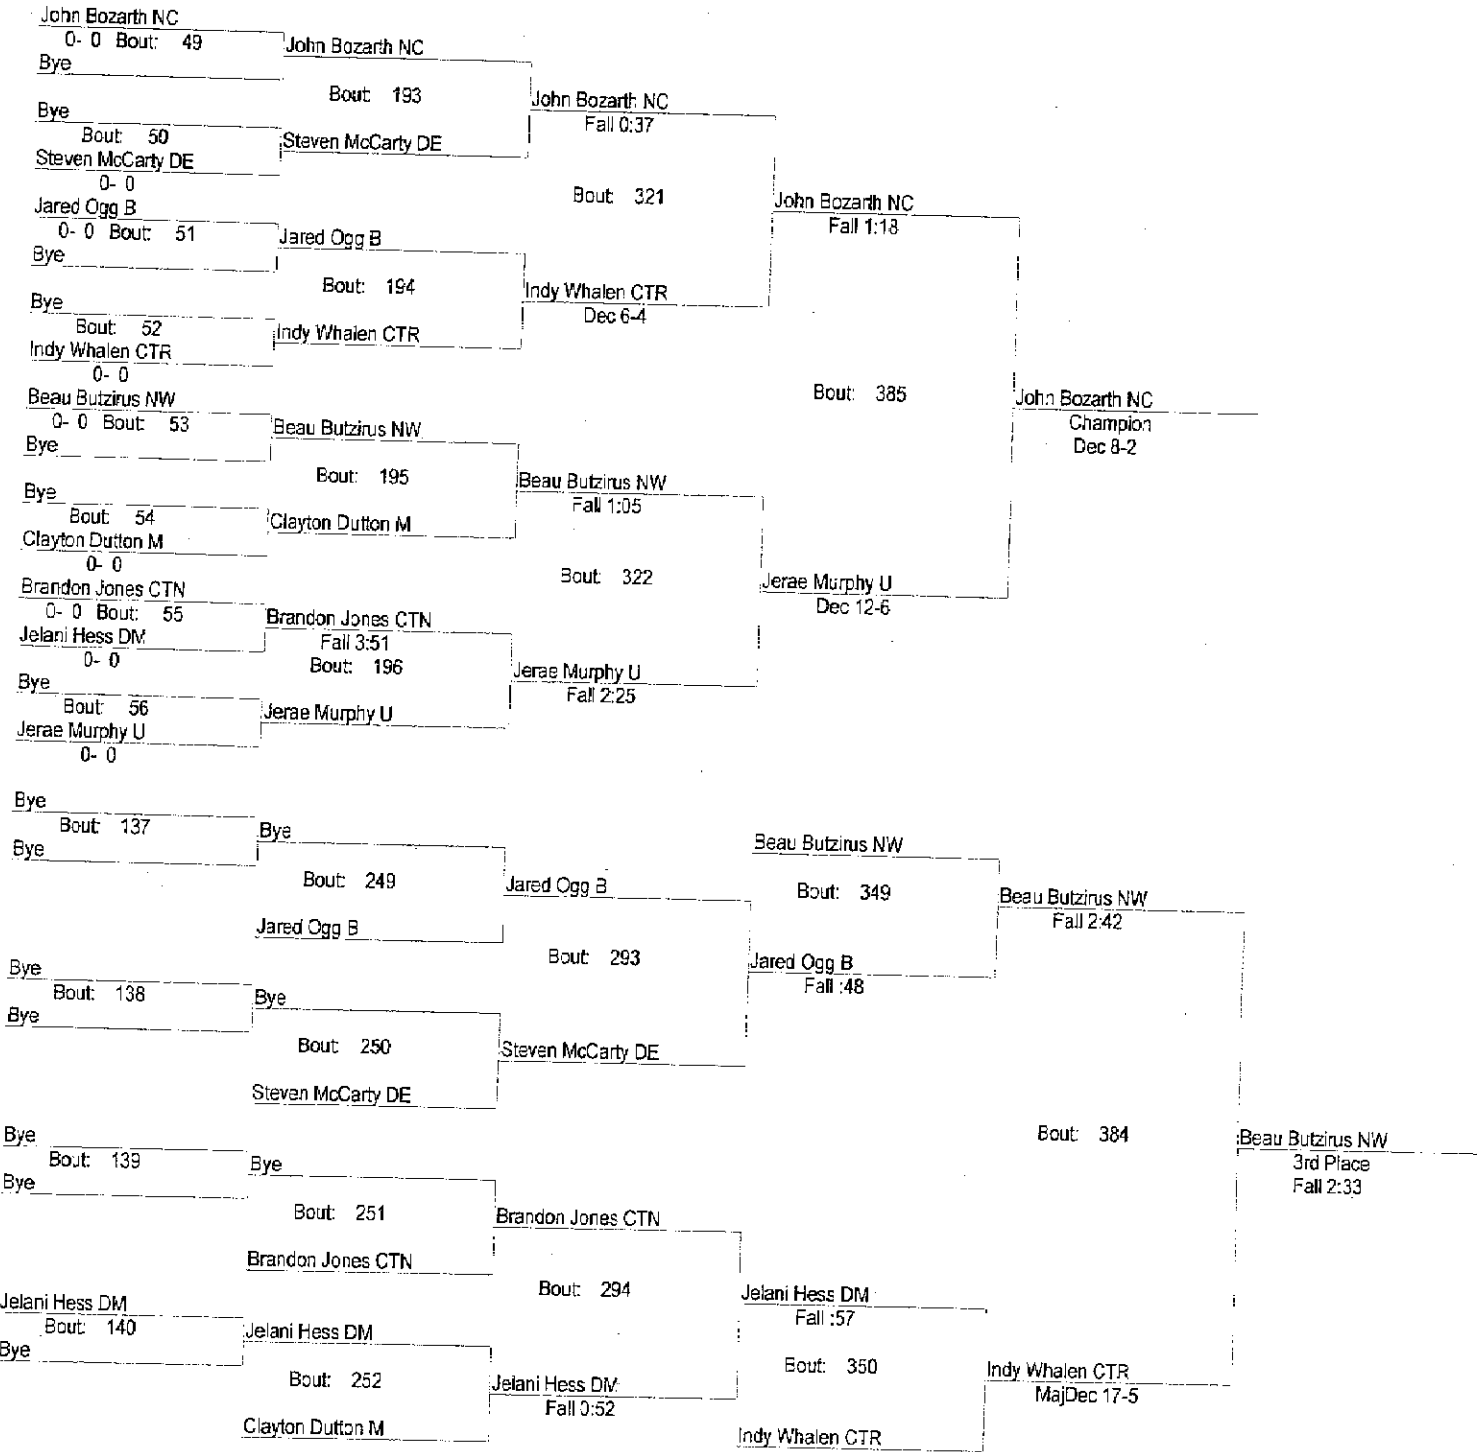 John Bozarth NC
0- 0 Bout: 49
Bye
John Bozarth NC
Bout: 193
Bye
Bout: 50
Steven McCarty DE
0- 0
Steven McCarty DE
John Bozarth NC
Fall 0:37
Bout: 321
Jared Ogg B
0- 0 Bout: 51
Bye
Jared Ogg B
Bout: 194
Bye
Bout: 52
Indy Whalen CTR
0- 0
Indy Whalen CTR
Indy Whalen CTR
Dec 6-4
John Bozarth NC
Fall 1:18
Bout: 385
Beau Butzirus NW
0- 0 Bout: 53
Bye
Beau Butzirus NW
Bout: 195
Bye
Bout: 54
Clayton Dutton M
0- 0
Clayton Dutton M
Beau Butzirus NW
Fall 1:05
Bout: 322
Brandon Jones CTN
0- 0 Bout: 55
Jelani Hess DM
0- 0
Brandon Jones CTN
Fall 3:51
Bout: 196
Bye
Bout: 56
Jerae Murphy U
0- 0
Jerae Murphy U
Jerae Murphy U
Fall 2:25
Jerae Murphy U
Dec 12-6
John Bozarth NC
Champion
Dec 8-2
Bye
Bout: 137
Bye
Bye
Bout: 249
Jared Ogg B
Jared Ogg B
Bout: 293
Bye
Bout: 138
Bye
Bye
Bout: 250
Steven McCarty DE
Steven McCarty DE
Beau Butzirus NW
Bout: 349
Jared Ogg B
Fall :48
Beau Butzirus NW
Fall 2:42
Bout: 384
Bye
Bout: 139
Bye
Bye
Bout: 251
Brandon Jones CTN
Brandon Jones CTN
Bout: 294
Jelani Hess DM
Bout: 140
Bye
Jelani Hess DM
Bout: 252
Clayton Dutton M
Jelani Hess DM
Fall 0:52
Jelani Hess DM
Fall :57
Bout: 350
Indy Whalen CTR
Indy Whalen CTR
MajDec 17-5
Beau Butzirus NW
3rd Place
Fall 2:33